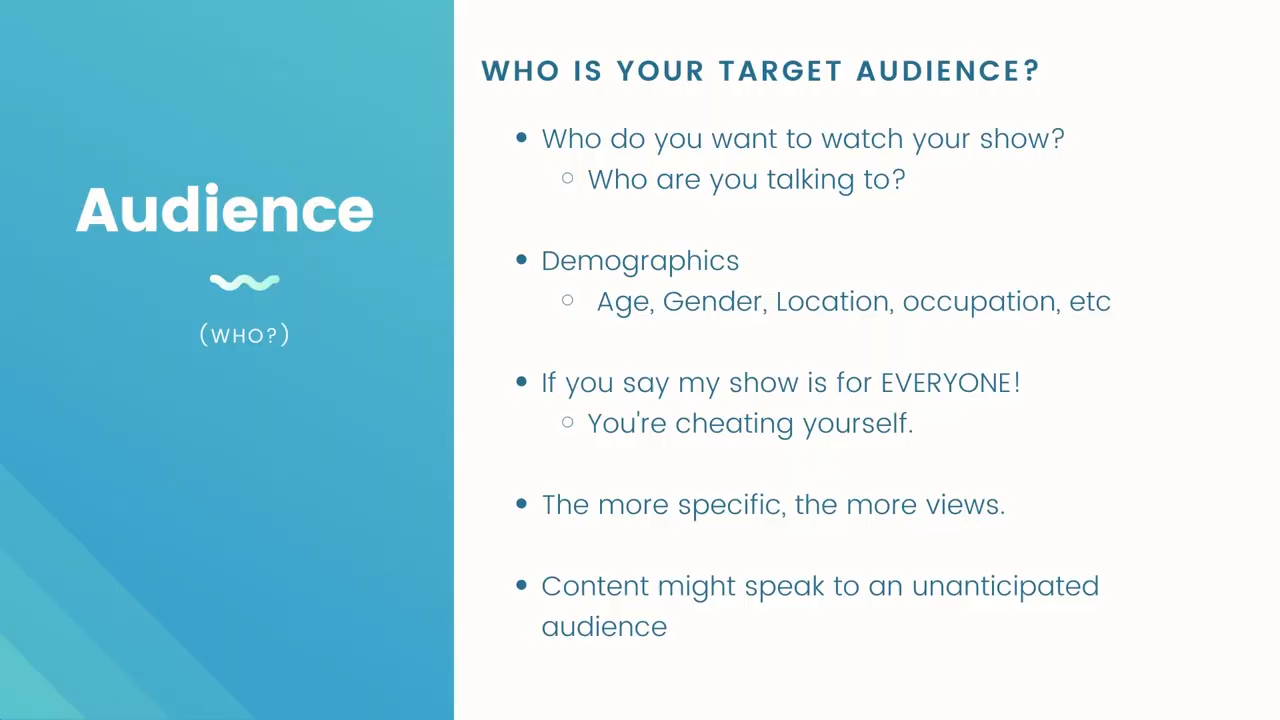 Audience
(WHO?)
WHO IS YOUR TARGET AUDIENCE?
Who do you want to watch your show?
Who are you talking to?
Demographics
Age, Gender, Location, occupation, etc
If you say my show is for EVERYONE!
You're cheating yourself.
The more specific, the more views.
Content might speak to an unanticipated
audience